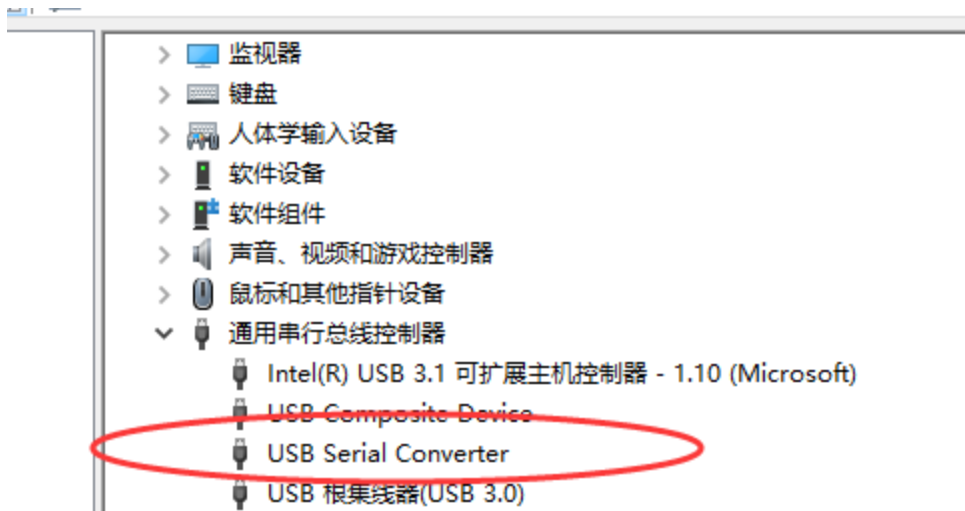 监视器
键盘
人体学输入设备
软件设备
软件组件
声音、视频和游戏控制器
鼠标和其他指针设备
通用串行总线控制器
Intel(R) USB 3.1 可扩展主机控制器 - 1.10 (Microsoft)
USB Composite Device
USB Serial Converter
USB 根集线器(USB 3.0)